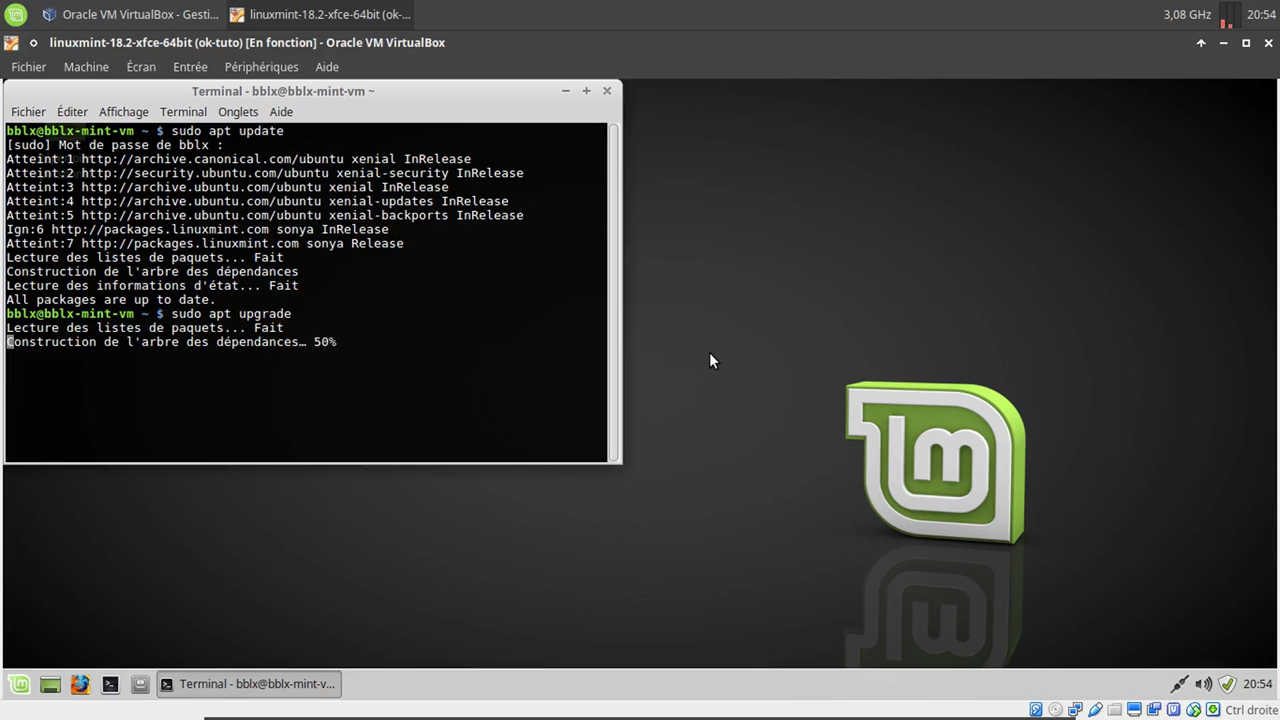 Oracle VM VirtualBox - Gesti...
linuxmint-18.2-xfce-64bit (ok-...
3,08 GHz
20:54
linuxmint-18.2-xfce-64bit (ok-tuto) [En fonction] - Oracle VM VirtualBox
Fichier Machine Écran Entrée Périphériques Aide
Terminal - bblx@bblx-mint-vm ~
Fichier Éditer Affichage Terminal Onglets Aide
bblx@bblx-mint-vm ~ $ sudo apt update
[sudo] Mot de passe de bblx :
Atteint:1 http://archive.canonical.com/ubuntu xenial InRelease
Atteint:2 http://security.ubuntu.com/ubuntu xenial-security InRelease
Atteint:3 http://archive.ubuntu.com/ubuntu xenial InRelease
Atteint:4 http://archive.ubuntu.com/ubuntu xenial-updates InRelease
Atteint:5 http://archive.ubuntu.com/ubuntu xenial-backports InRelease
Ign:6 http://packages.linuxmint.com sonya InRelease
Atteint:7 http://packages.linuxmint.com sonya Release
Lecture des listes de paquets... Fait
Construction de l'arbre des dépendances
Lecture des informations d'état... Fait
All packages are up to date.
bblx@bblx-mint-vm ~ $ sudo apt upgrade
Lecture des listes de paquets... Fait
Construction de l'arbre des dépendances… 50%
Terminal - bblx@bblx-mint-v...
20:54
Ctrl droite